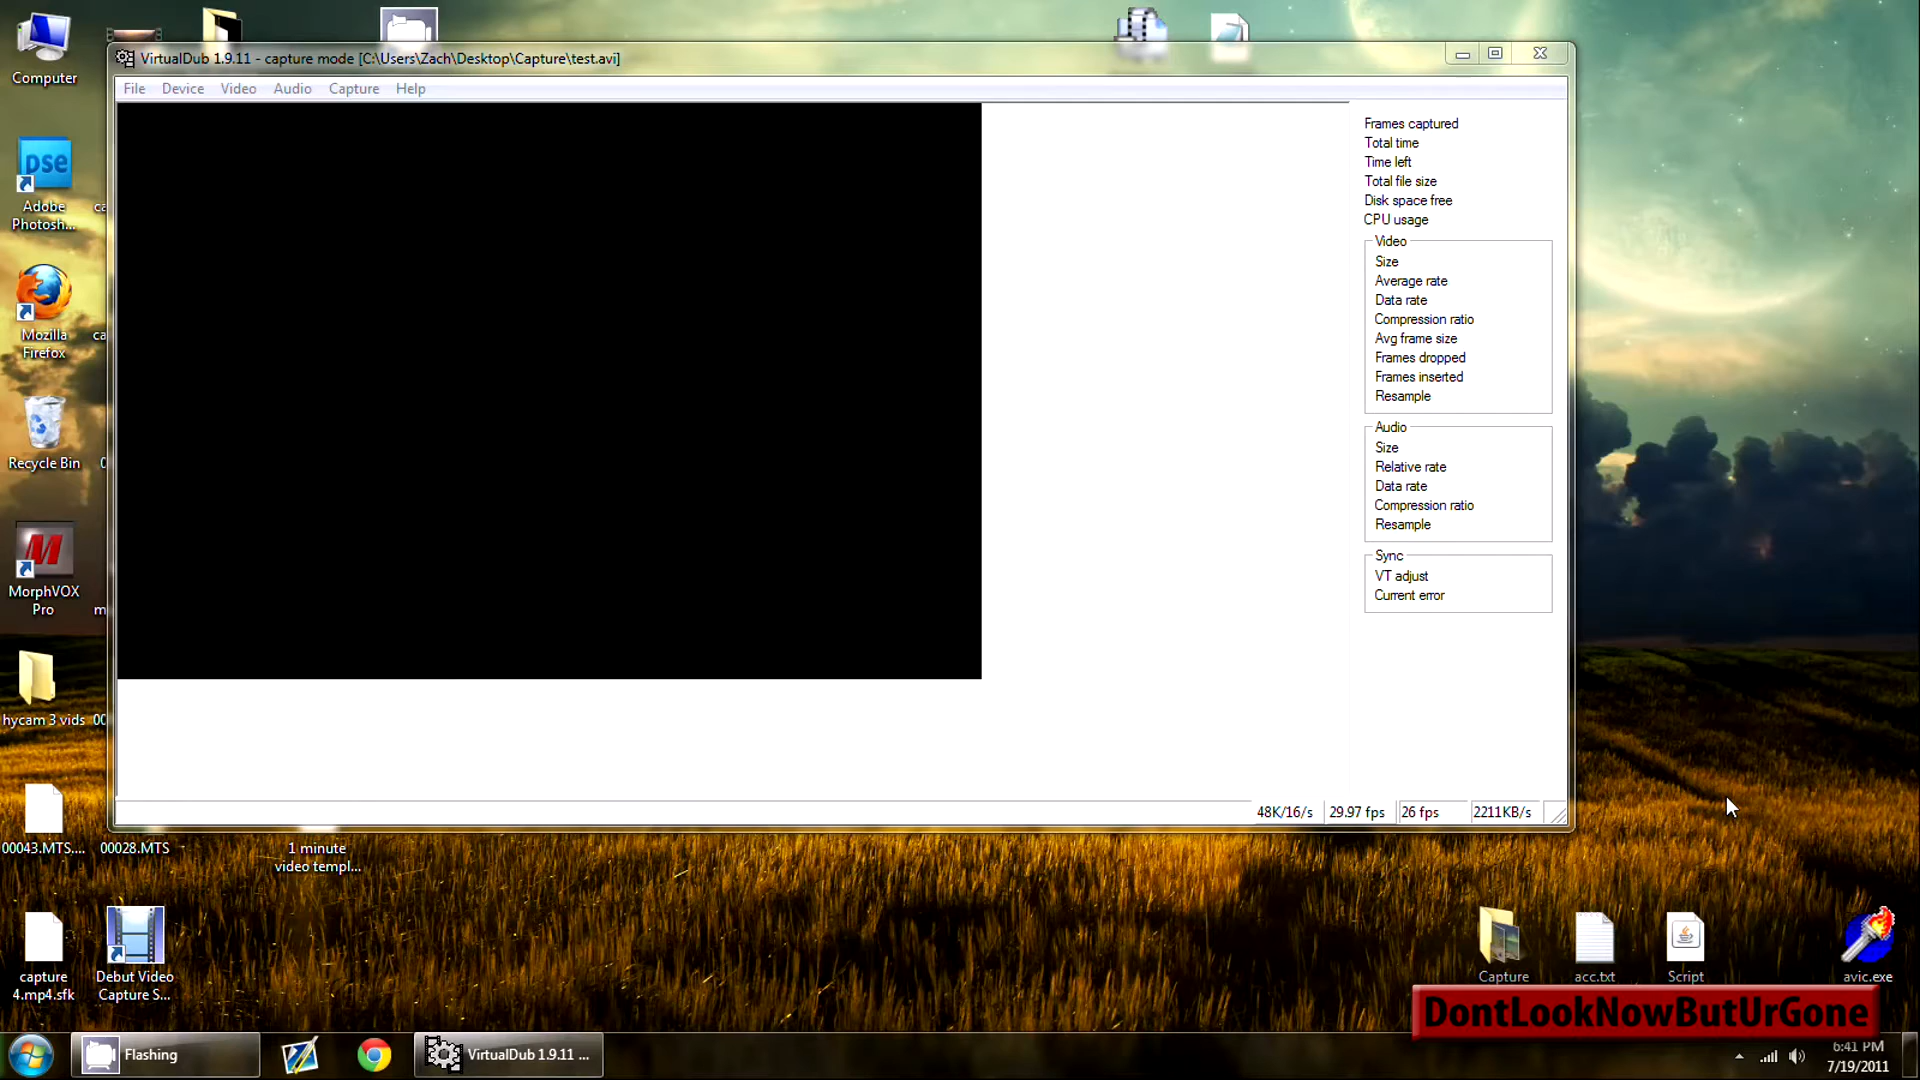 VirtualDub 1.9.11 - capture mode [C:\Users\Zach\Desktop\Capture\test.avi]
File Device Video Audio Capture Help
Frames captured
Total time
Time left
Total file size
Disk space free
CPU usage
Video
Size
Average rate
Data rate
Compression ratio
Avg frame size
Frames dropped
Frames inserted
Resample
Audio
Size
Relative rate
Data rate
Compression ratio
Resample
Sync
VT adjust
Current error
48K/16/s 29.97 fps 26 fps 2211KB/s
Computer
pse
Adobe
Photosh...
Mozilla
Firefox
Recycle Bin
M
MorphVOX
Pro
hycam 3 vids
00043.MTS....
00028.MTS
1 minute
video templ...
capture
4.mp4.sfk
Debut Video
Capture S...
Capture
acc.txt
Script
avic.exe
DontLookNowButUrGone
Flashing
VirtualDub 1.9.11 ...
6:41 PM
7/19/2011